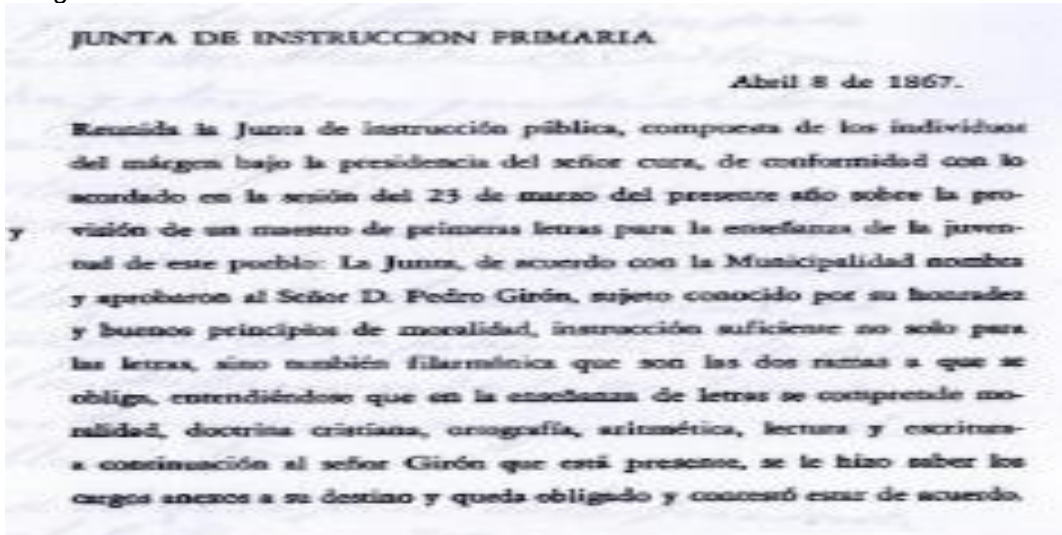 JUNTA DE INSTRUCCION PRIMARIA
Abril 8 de 1867.
Reunida la Junta de instrucción pública, compuesta de los individuos
del márgen bajo la presidencia del señor cura, de conformidad con lo
acordado en la sesión del 23 de marzo del presente año sobre la pro-
y visión de un maestro de primeras letras para la enseñanza de la juven-
tud de este pueblo: La Junta, de acuerdo con la Municipalidad nombra
y aprobaron al Señor D. Pedro Girón, sujeto conocido por su honradez
y buenos principios de moralidad, instrucción suficiente no solo para
las letras, sino también filarmónica que son las dos ramas a que se
obliga, entendiéndose que en la enseñanza de letras se comprende mo-
ralidad, doctrina cristiana, ortografía, aritmética, lectura y escritura-
a continuación al señor Girón que está presente, se le hizo saber los
cargos anexos a su destino y queda obligado y contestó estar de acuerdo.